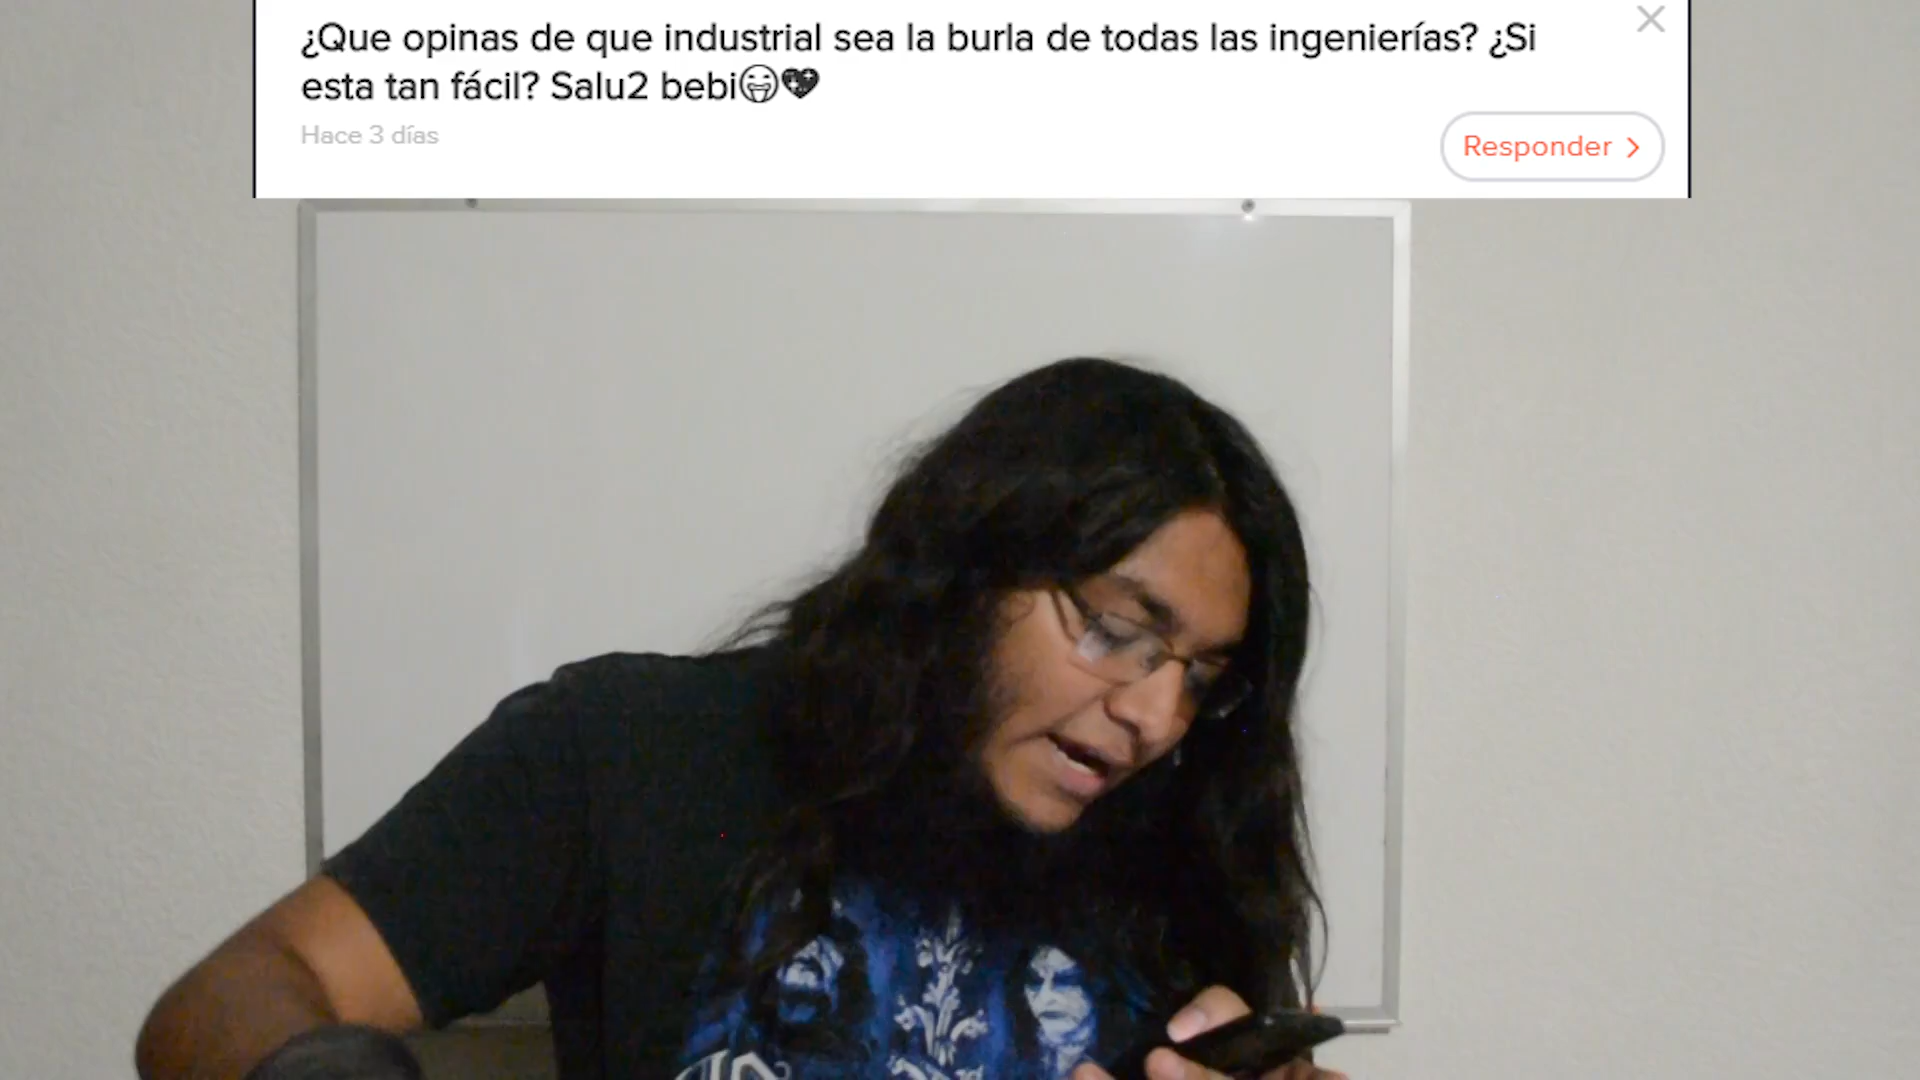 ¿Que opinas de que industrial sea la burla de todas las ingenierías? ¿Si
esta tan fácil? Salu2 bebi😝💖
Hace 3 días
Responder >